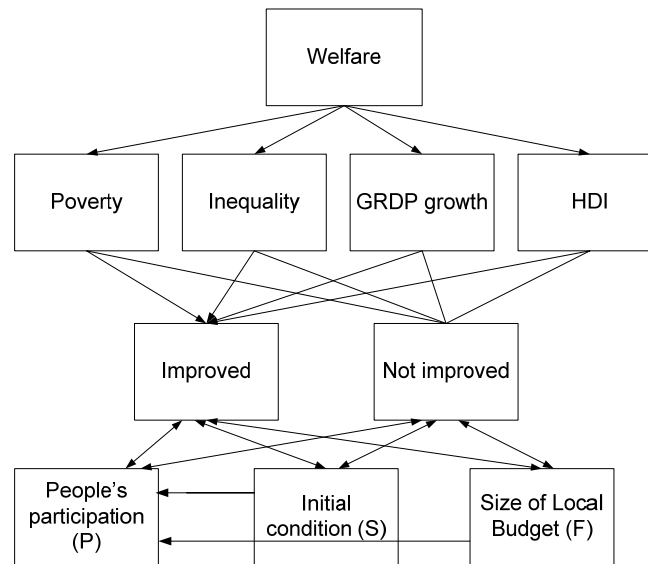 Welfare
Poverty
Inequality
GRDP growth
HDI
Improved
Not improved
People’s
participation
(P)
Initial
condition (S)
Size of Local
Budget (F)